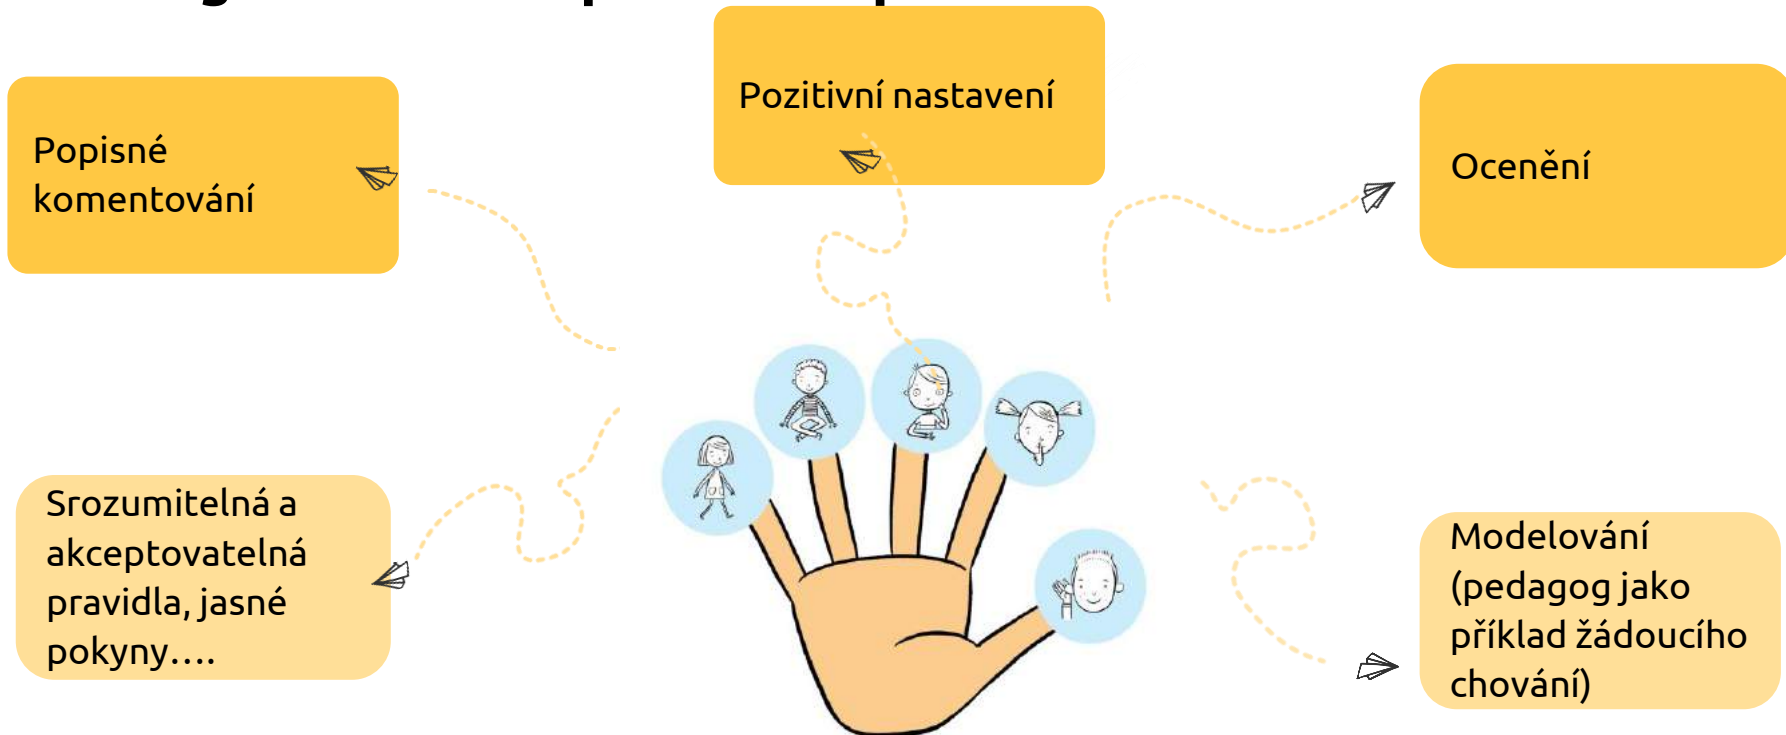 Pozitivní nastavení
Popisné
komentování
Ocenění
Srozumitelná a
akceptovatelná
pravidla, jasné
pokyny….
Modelování
(pedagog jako
příklad žádoucího
chování)